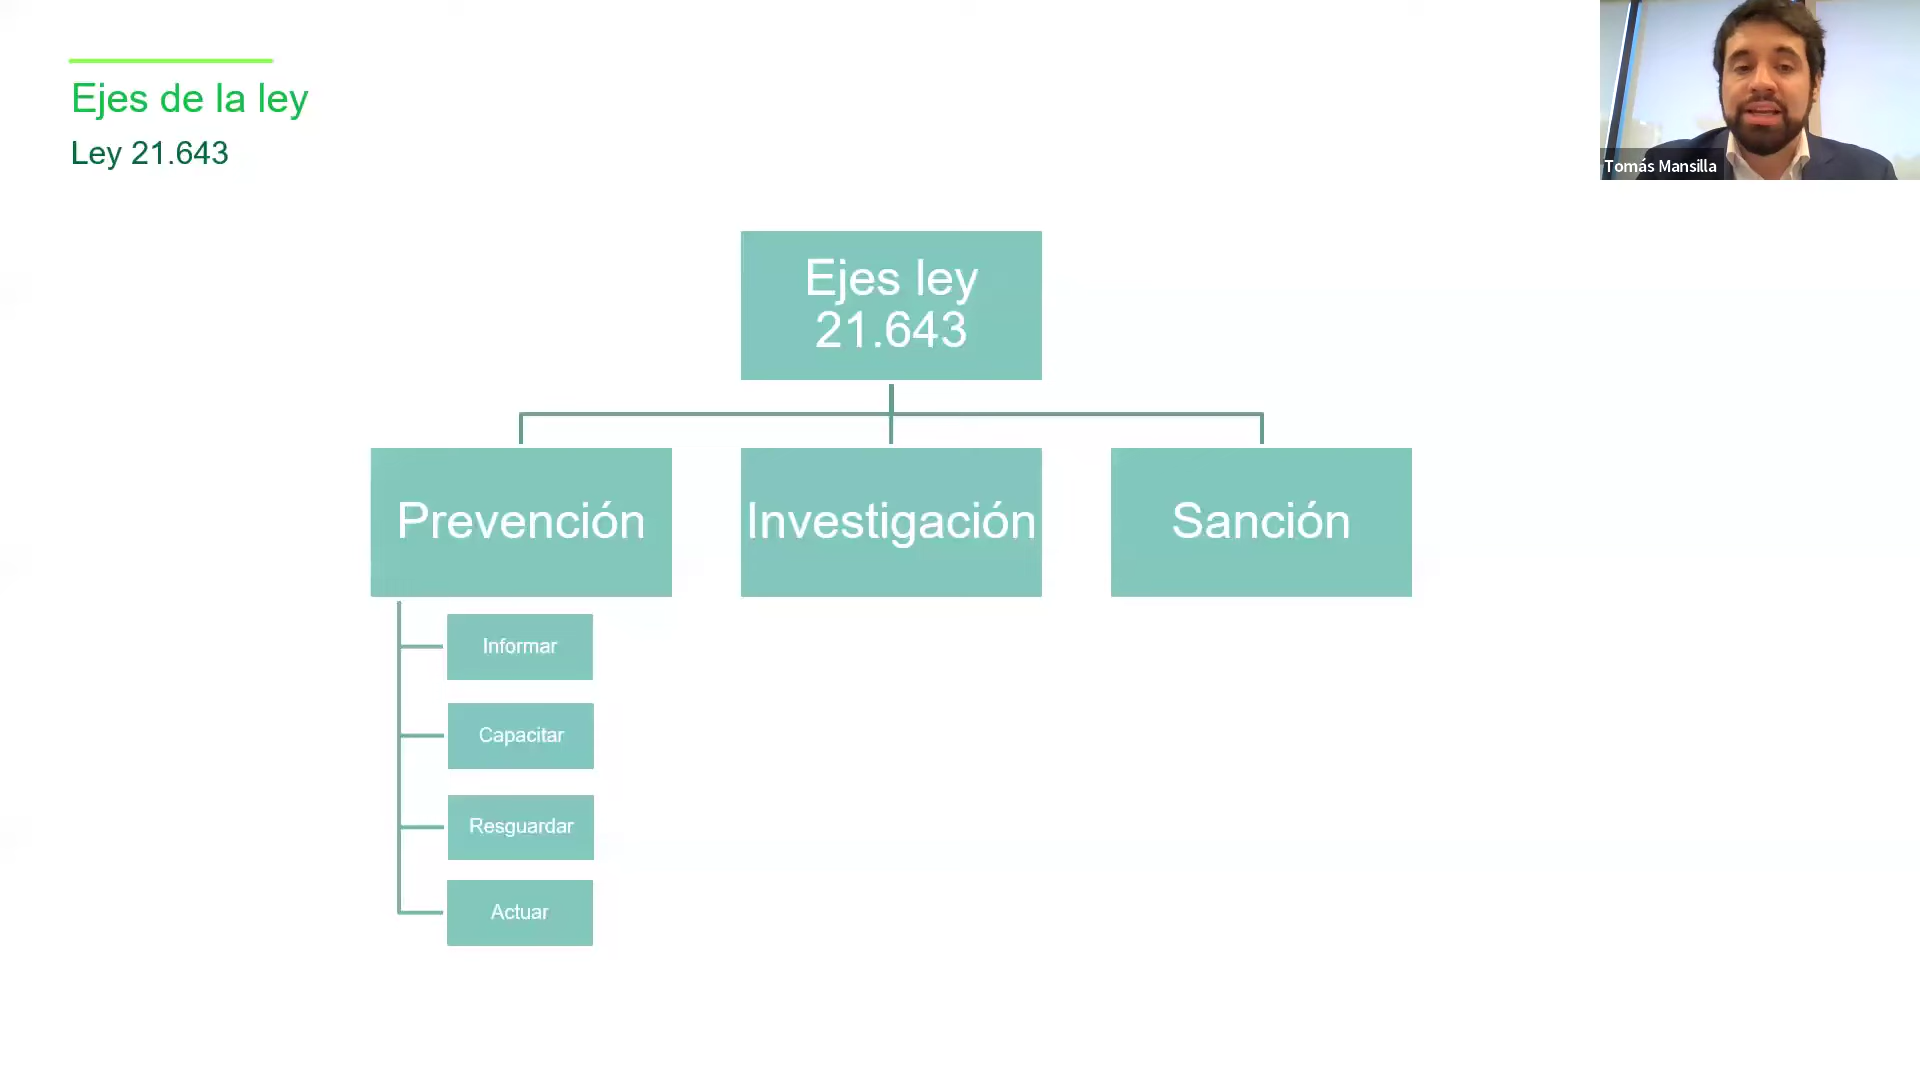 Ejes de la ley
Ley 21.643
Tomás Mansilla
Ejes ley
21.643
Prevención
Investigación
Sanción
Informar
Capacitar
Resguardar
Actuar